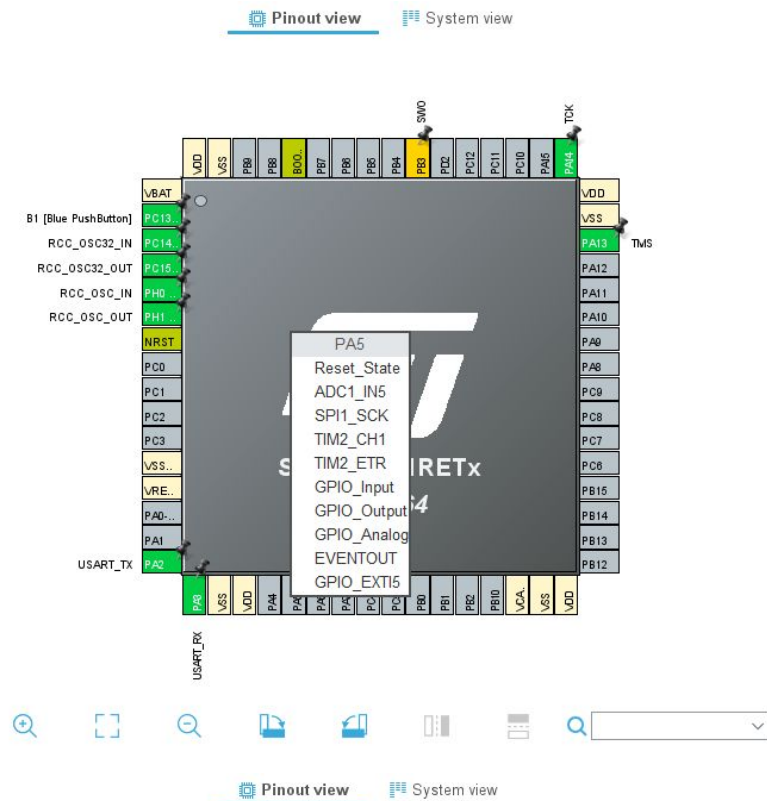 Pinout view
System view
SWO
TCK
VDD
VSS
PB9
PB8
BOO..
PB7
PB6
PB5
PB4
PB3
PD2
PC12
PC11
PC10
PA15
PA14
VBAT
B1 [Blue PushButton] PC13..
RCC_OSC32_IN PC14..
RCC_OSC32_OUT PC15..
RCC_OSC_IN PH0 ..
RCC_OSC_OUT PH1 ..
NRST
PC0
PC1
PC2
PC3
VSS..
VRE..
PA0-..
PA1
USART_TX PA2
PA5
Reset_State
ADC1_IN5
SPI1_SCK
TIM2_CH1
TIM2_ETR
GPIO_Input
GPIO_Output
GPIO_Analog
EVENTOUT
GPIO_EXTI5
RETx
VDD
VSS
PA13 TMS
PA12
PA11
PA10
PA9
PA8
PC9
PC8
PC7
PC6
PB15
PB14
PB13
PB12
PA3
VSS
VDD
PA4
PB0
PB1
PB2
PB10
VCA..
VSS
VDD
USART_RX
Pinout view
System view